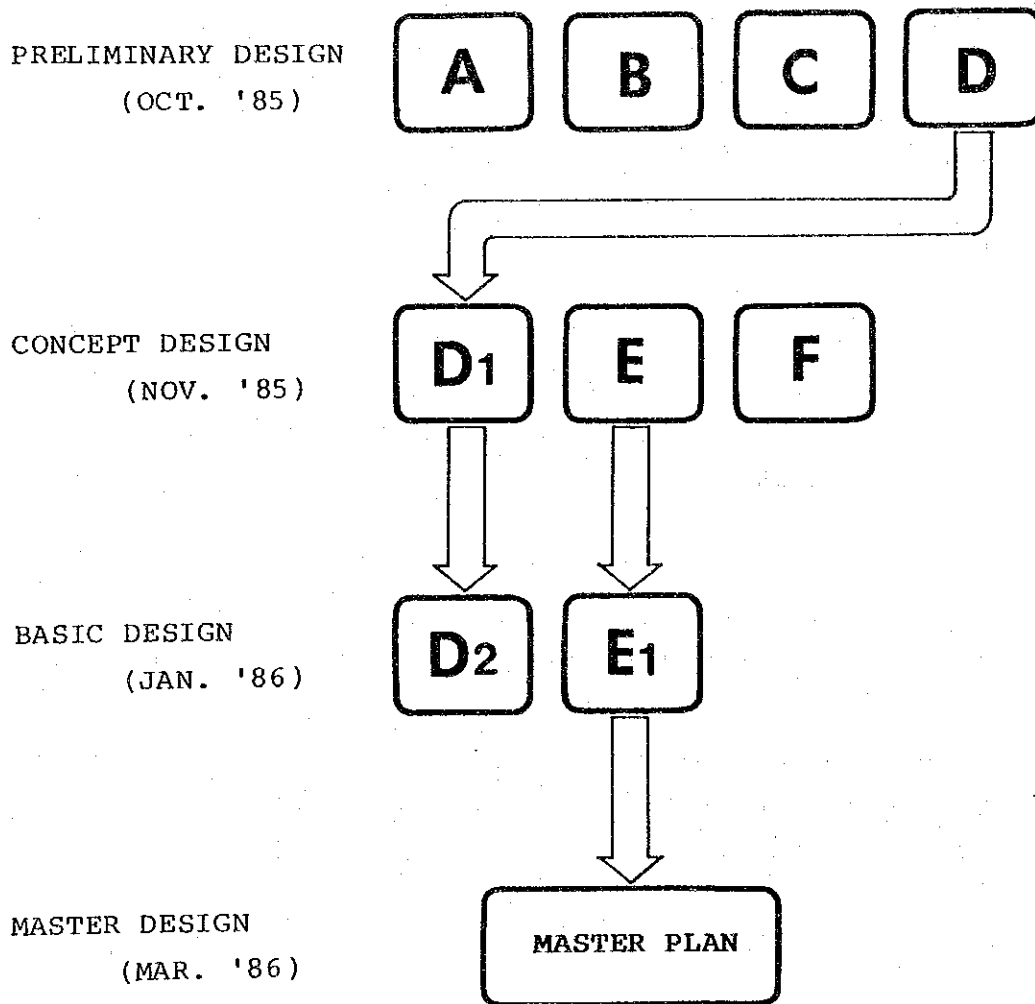 PRELIMINARY DESIGN
(OCT. '85)
A B C D
CONCEPT DESIGN
(NOV. '85)
D1 E F
BASIC DESIGN
(JAN. '86)
D2 E1
MASTER DESIGN
(MAR. '86)
MASTER PLAN